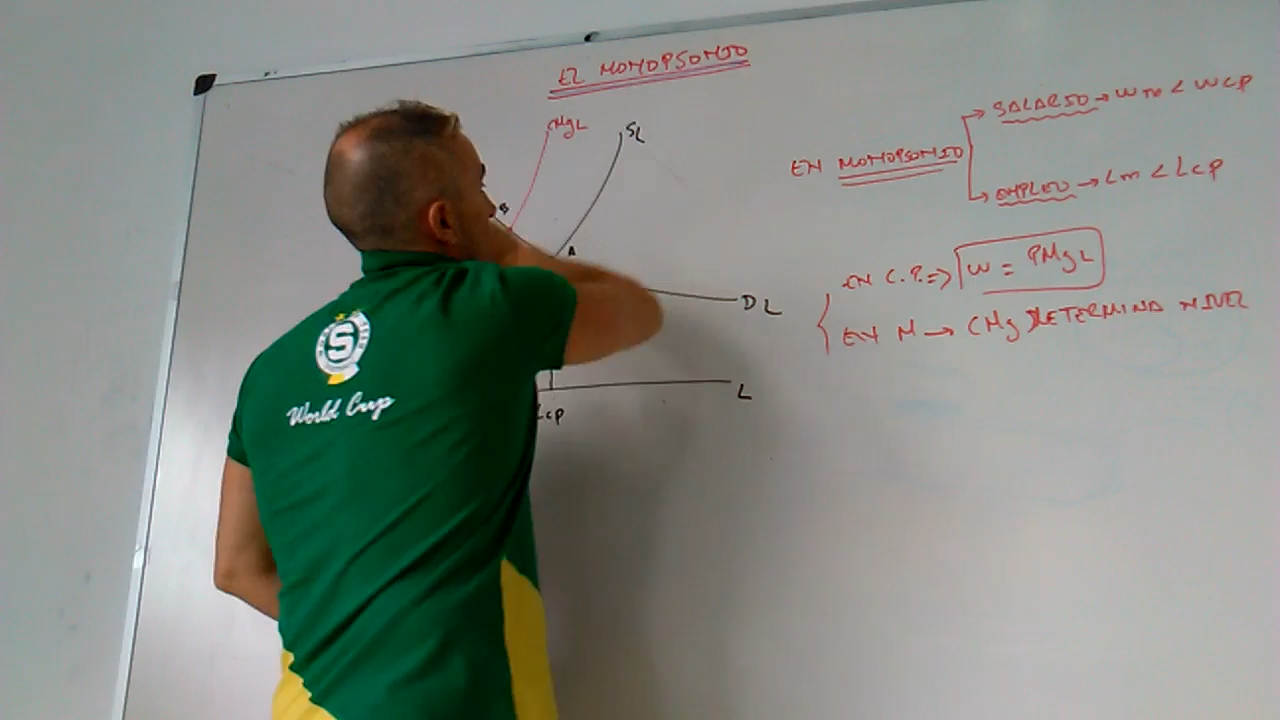 EL MONOPSONIO
CMgL
SL
B
A
DL
L
Lcp
EN MONOPSONIO
→ SALARIO → Wm < Wcp
→ EMPLEO → Lm < Lcp
EN C.P. => W = PMgL
EN M → CMg DETERMINA NIVEL
S
World Cup